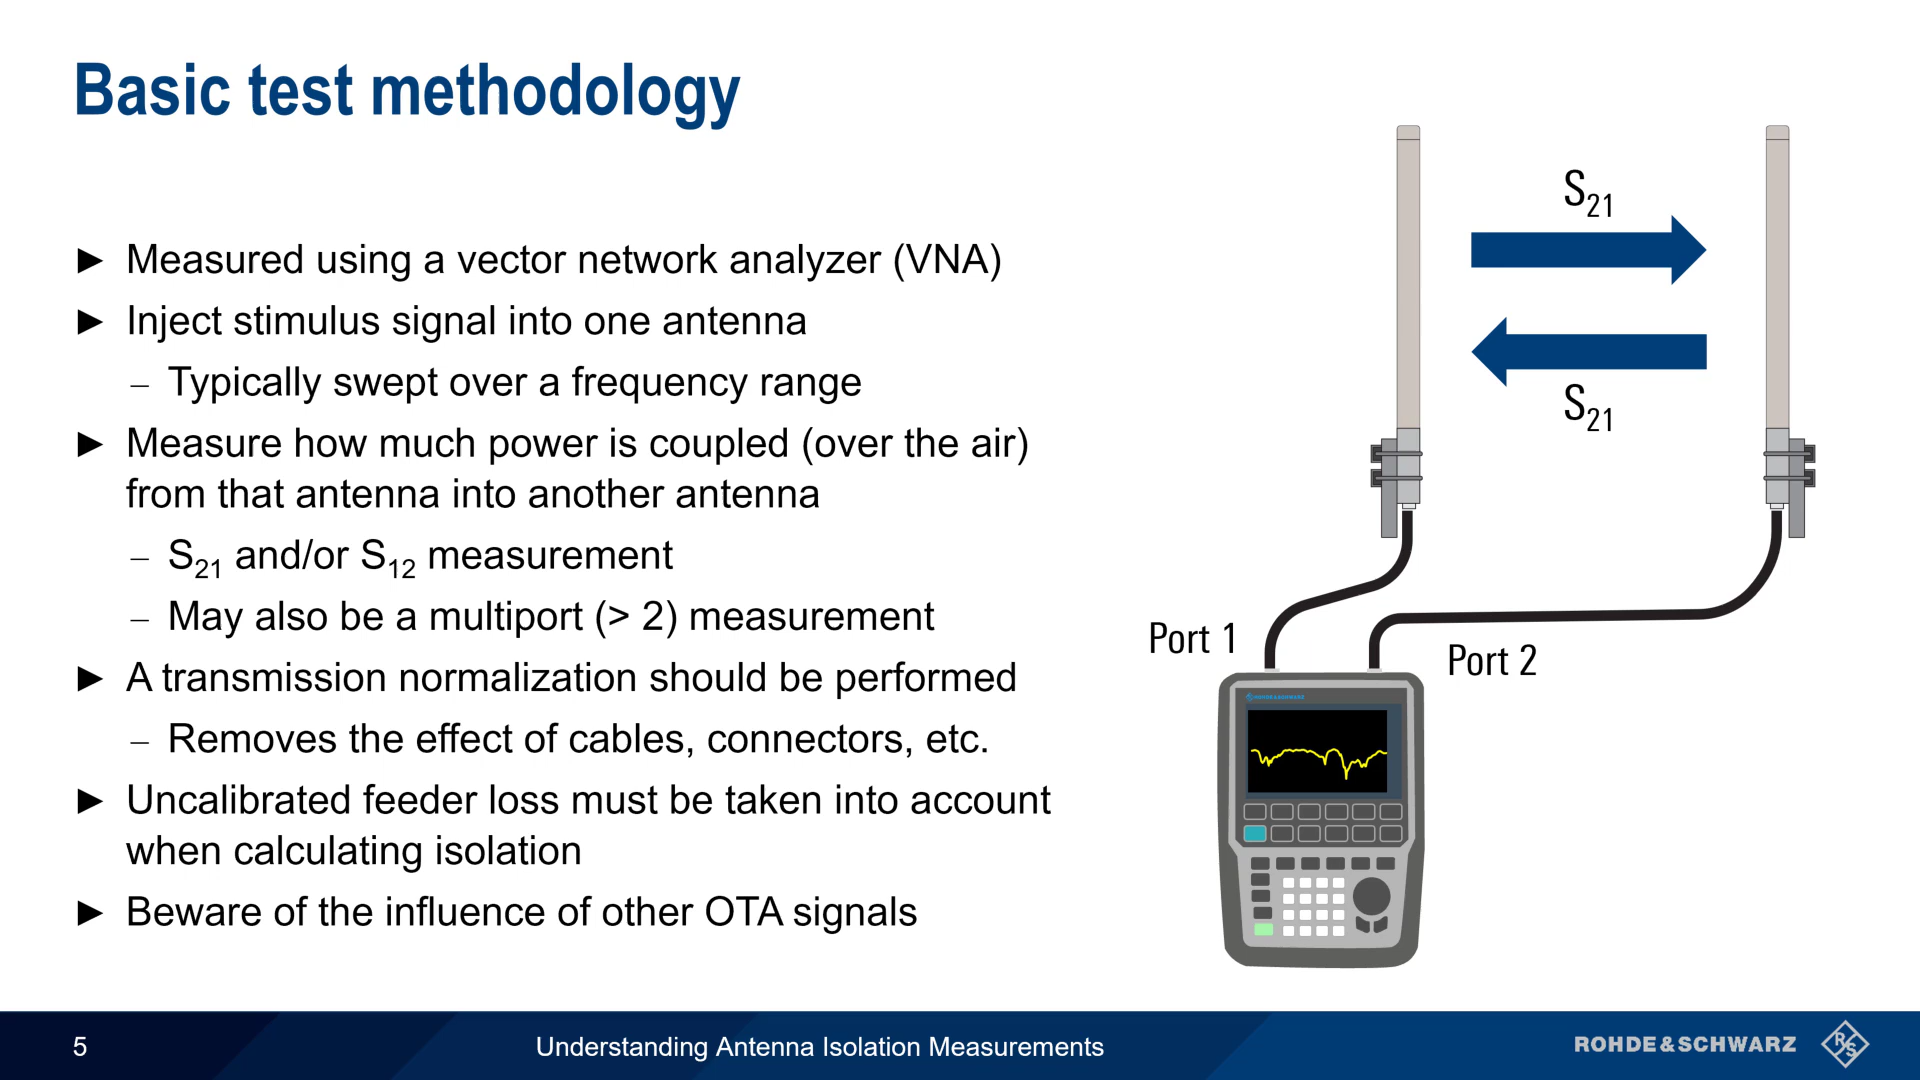 Basic test methodology
► Measured using a vector network analyzer (VNA)
► Inject stimulus signal into one antenna
– Typically swept over a frequency range
► Measure how much power is coupled (over the air)
from that antenna into another antenna
– S21 and/or S12 measurement
– May also be a multiport (> 2) measurement
► A transmission normalization should be performed
– Removes the effect of cables, connectors, etc.
► Uncalibrated feeder loss must be taken into account
when calculating isolation
► Beware of the influence of other OTA signals
S21
S21
Port 1
Port 2
ROHDE&SCHWARZ
5
Understanding Antenna Isolation Measurements
ROHDE&SCHWARZ
R&S